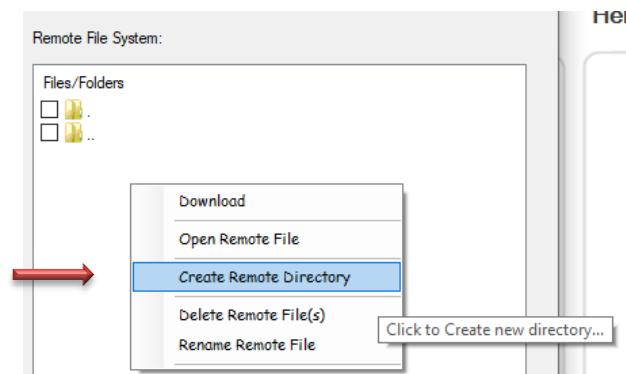 Remote File System:
Files/Folders
.
..
Download
Open Remote File
Create Remote Directory
Delete Remote File(s)
Click to Create new directory...
Rename Remote File